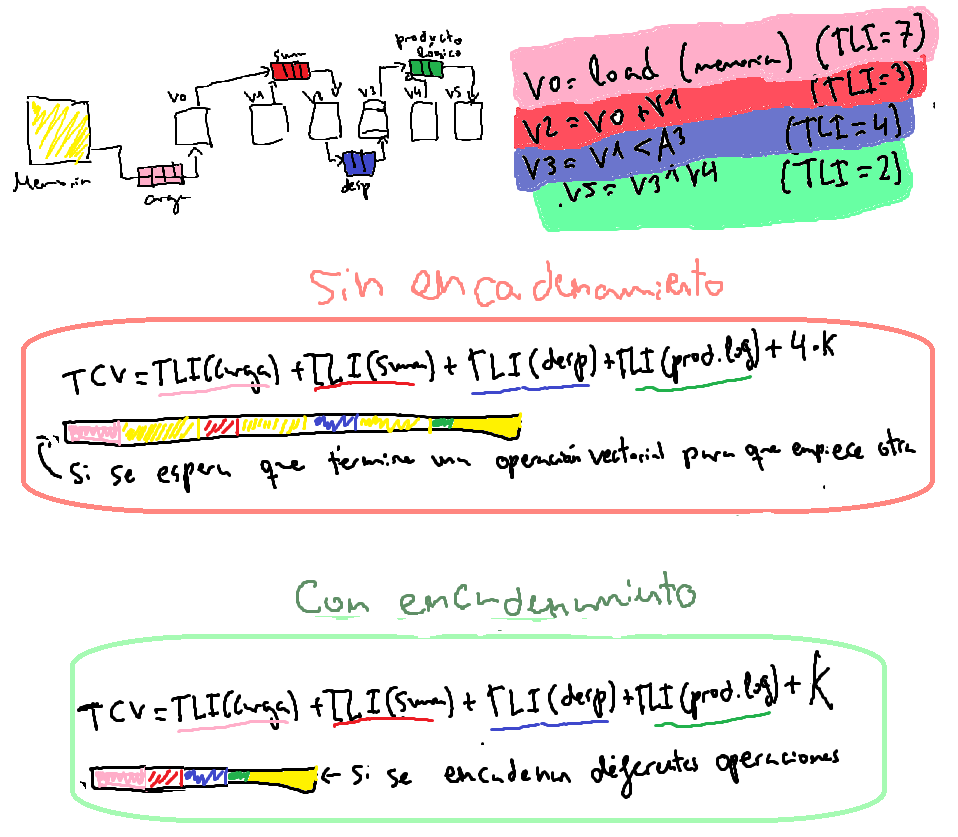 suma
producto
lógico
V0 V1 V2 V3 V4 V5
Memoria
carga
desp
V0 = load (memoria) (TLI=7)
V2 = V0 + V1 (TLI=3)
V3 = V1 < A3 (TLI=4)
V5 = V3 ^ V4 (TLI=2)
Sin encadenamiento
TCV = TLI(carga) + TLI(Suma) + TLI(desp) + TLI(prod.log) + 4·K
Si se espera que termine una operación vectorial para que empiece otra
Con encadenamiento
TCV = TLI(carga) + TLI(Suma) + TLI(desp) + TLI(prod.log) + K
← Si se encadenan diferentes operaciones